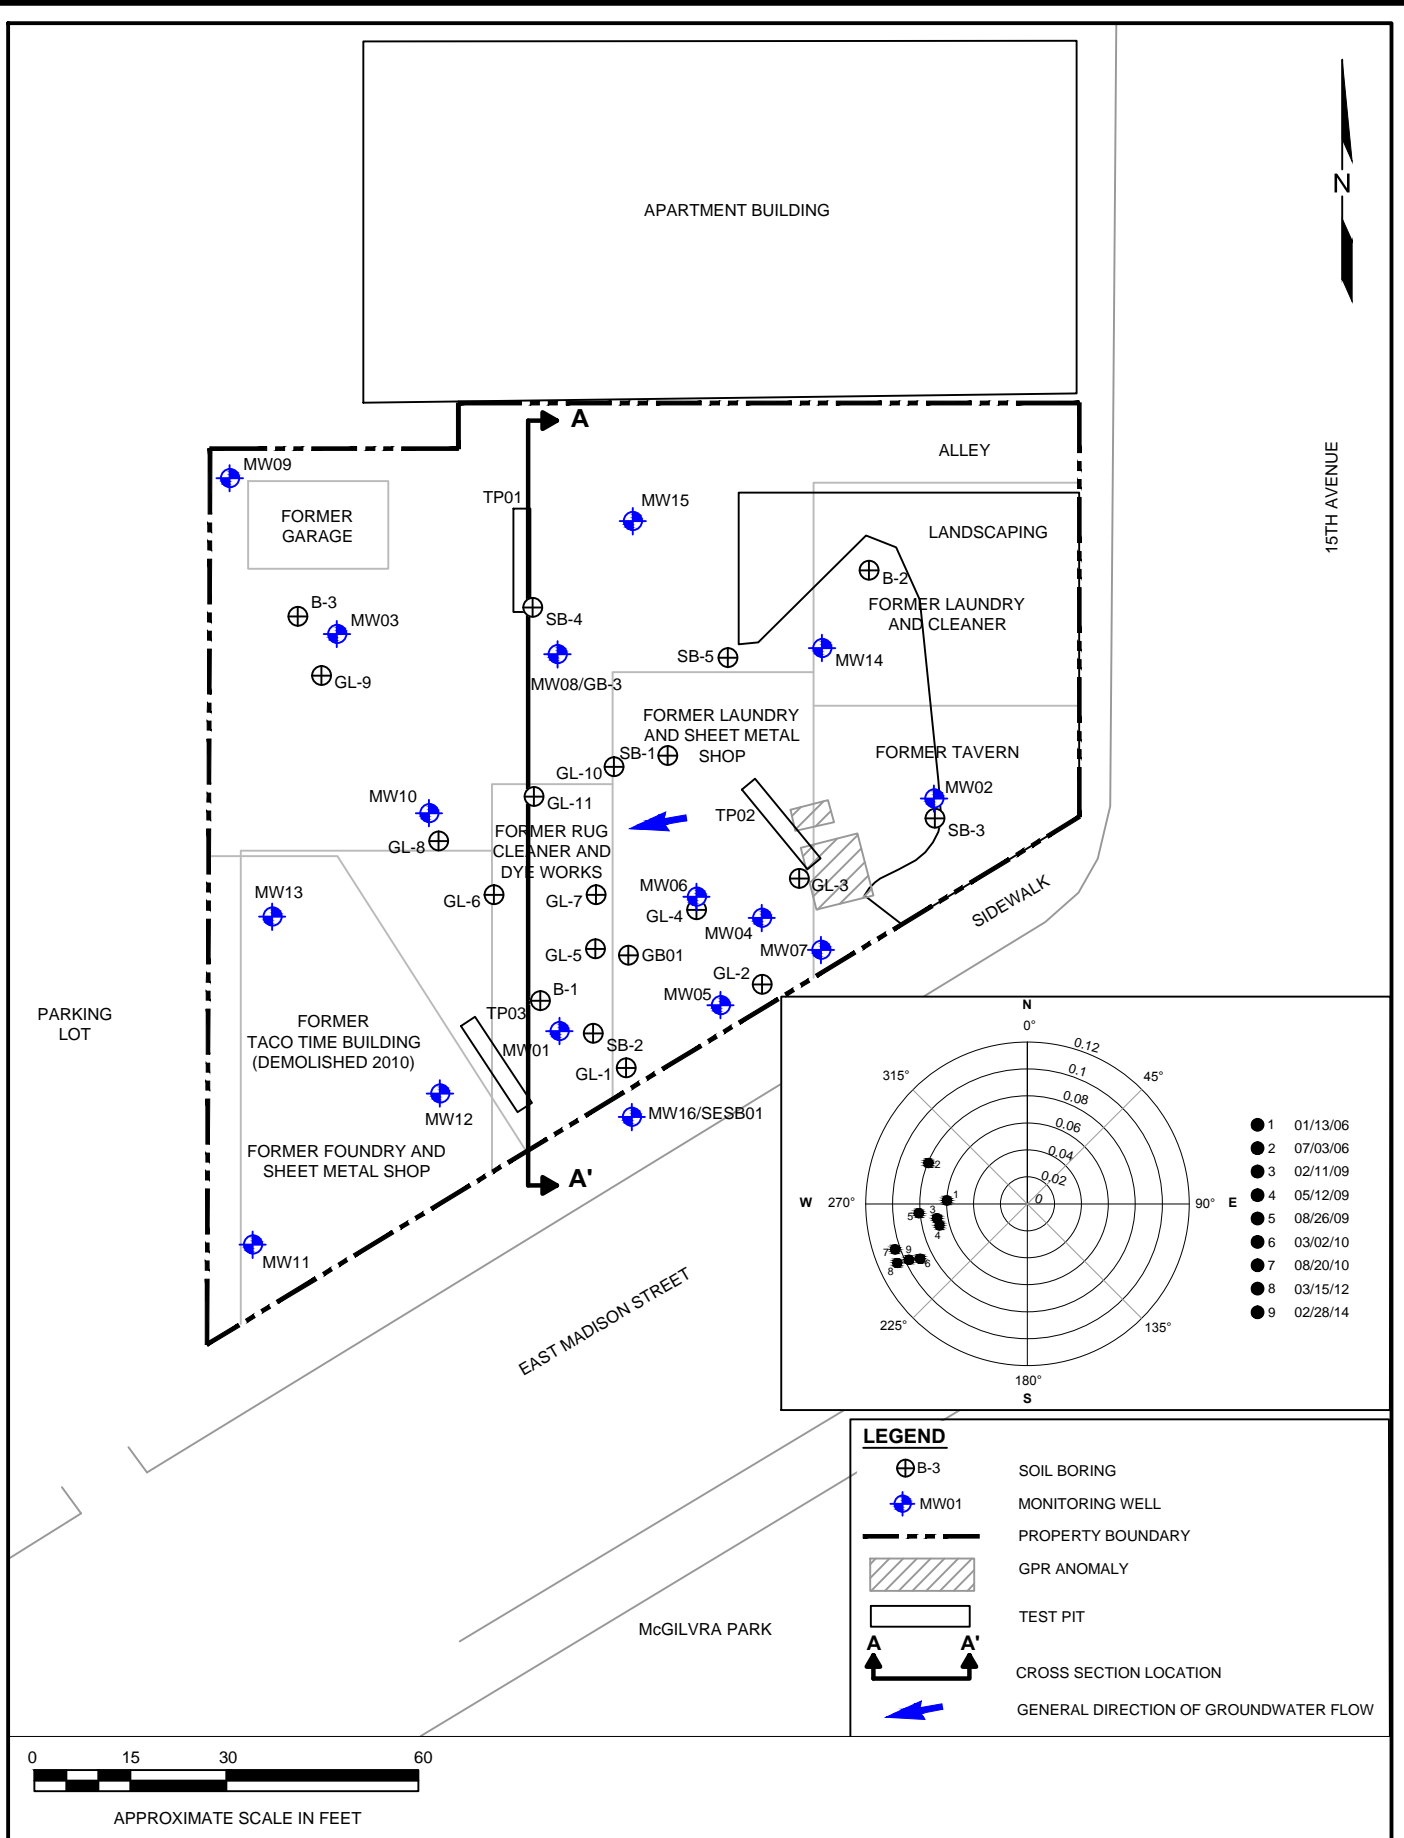 APARTMENT BUILDING
N
A
ALLEY
15TH AVENUE
MW09
TP01
MW15
FORMER
GARAGE
LANDSCAPING
B-2
B-3
MW03
SB-4
FORMER LAUNDRY
AND CLEANER
GL-9
MW08/GB-3
SB-5
MW14
FORMER LAUNDRY
AND SHEET METAL
SHOP
SB-1
FORMER TAVERN
GL-10
MW10
GL-11
MW02
TP02
SB-3
GL-8
FORMER RUG
CLEANER AND
DYE WORKS
MW13
GL-6
GL-7
MW06
GL-4
GL-3
MW04
SIDEWALK
GL-5
GB01
MW07
GL-2
MW05
B-1
TP03
MW01
SB-2
GL-1
PARKING
LOT
FORMER
TACO TIME BUILDING
(DEMOLISHED 2010)
MW12
MW16/SESB01
FORMER FOUNDRY AND
SHEET METAL SHOP
A'
MW11
EAST MADISON STREET
N
0°
315°
45°
0.12
0.1
0.08
0.06
0.04
0.02
0
W 270°
90° E
2
1
5
3
4
7
9
8
6
225°
135°
180°
S
1 01/13/06
2 07/03/06
3 02/11/09
4 05/12/09
5 08/26/09
6 03/02/10
7 08/20/10
8 03/15/12
9 02/28/14
LEGEND
B-3 SOIL BORING
MW01 MONITORING WELL
PROPERTY BOUNDARY
GPR ANOMALY
TEST PIT
A A'
CROSS SECTION LOCATION
GENERAL DIRECTION OF GROUNDWATER FLOW
McGILVRA PARK
0 15 30 60
APPROXIMATE SCALE IN FEET